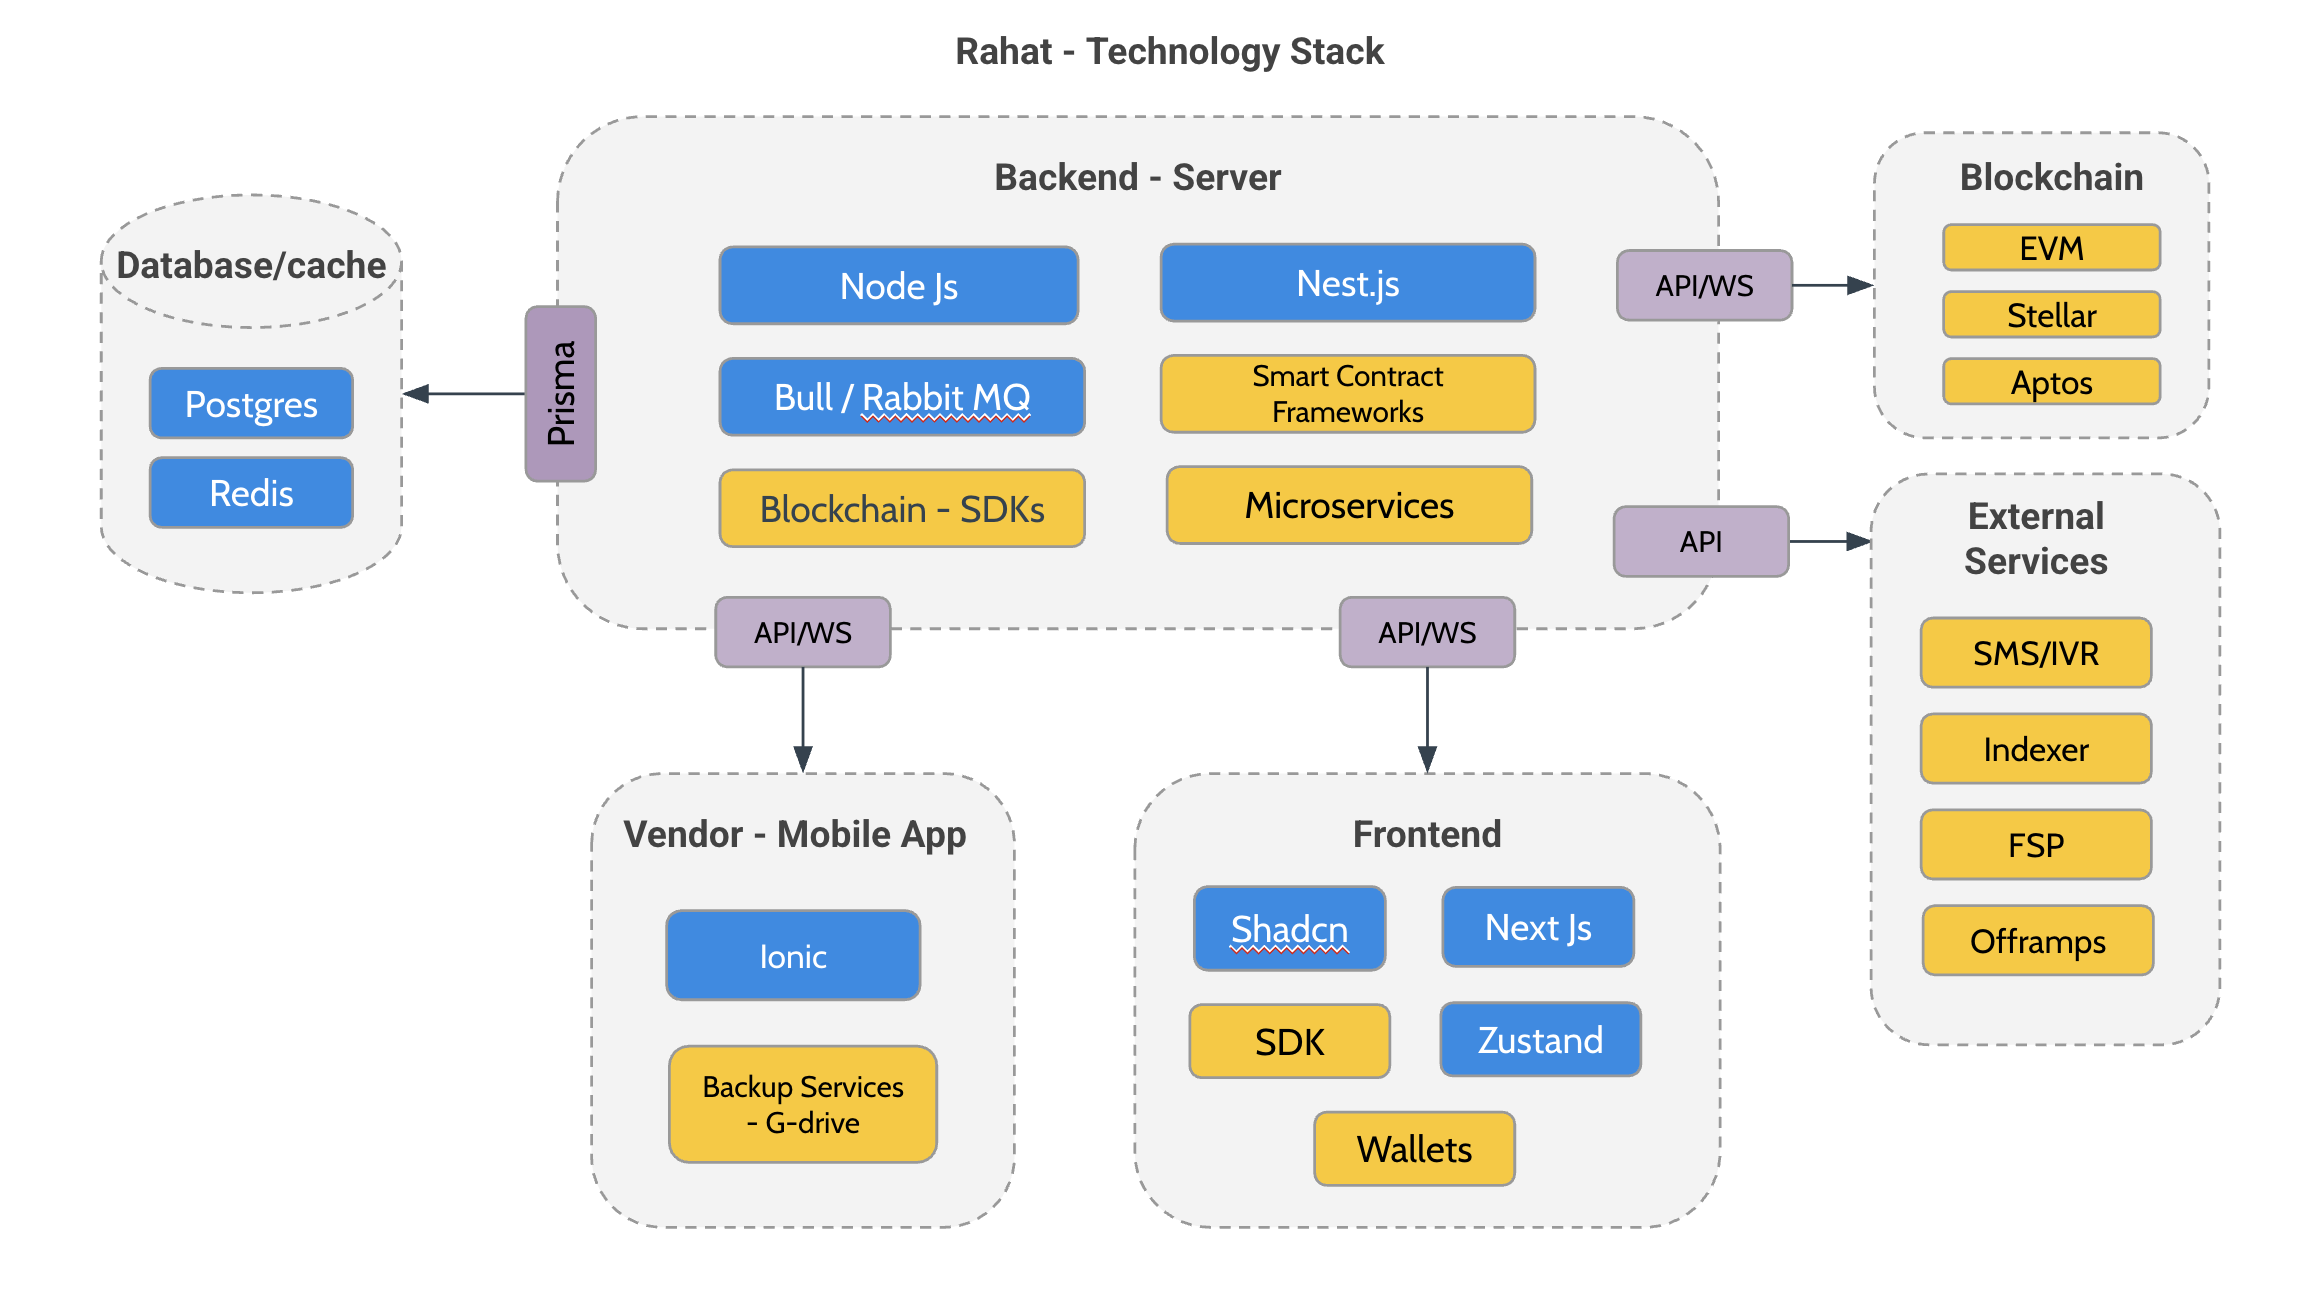 Rahat - Technology Stack
Database/cache
Postgres
Redis
Prisma
Backend - Server
Node Js
Nest.js
Bull / Rabbit MQ
Smart Contract
Frameworks
Blockchain - SDKs
Microservices
API/WS
API
API/WS
API/WS
Blockchain
EVM
Stellar
Aptos
External
Services
SMS/IVR
Indexer
FSP
Offramps
Vendor - Mobile App
Ionic
Backup Services
- G-drive
Frontend
Shadcn
Next Js
SDK
Zustand
Wallets